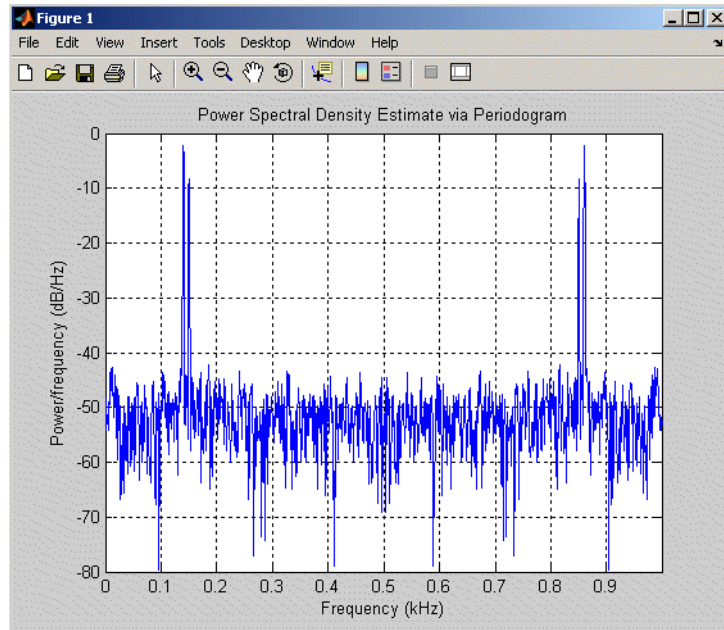 Figure 1
File Edit View Insert Tools Desktop Window Help
Power Spectral Density Estimate via Periodogram
Power/frequency (dB/Hz)
0
-10
-20
-30
-40
-50
-60
-70
-80
0 0.1 0.2 0.3 0.4 0.5 0.6 0.7 0.8 0.9
Frequency (kHz)